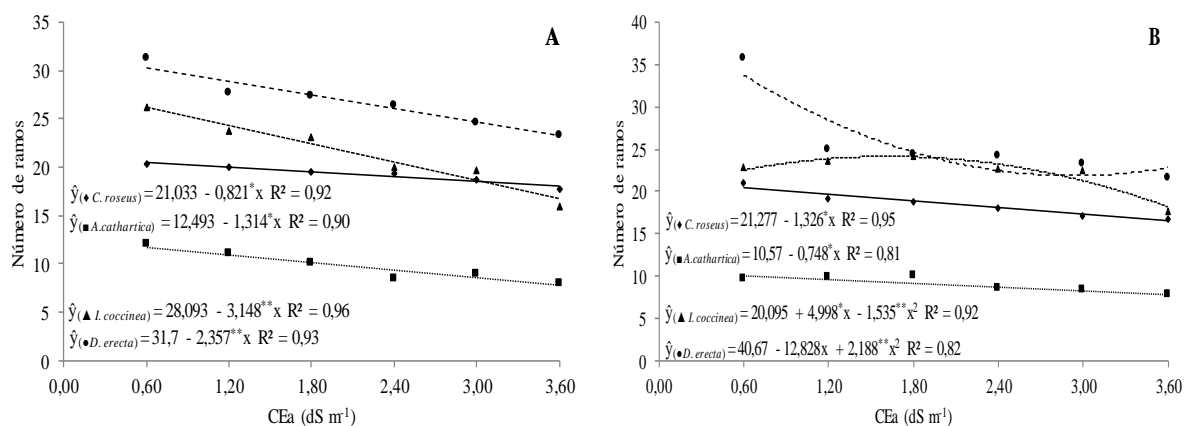 A
Número de ramos
35
30
25
20
15
10
5
0
ŷ(♦ C. roseus) = 21,033 - 0,821*x R² = 0,92
ŷ(■ A.cathartica) = 12,493 - 1,314*x R² = 0,90
ŷ(▲ I. coccinea) = 28,093 - 3,148**x R² = 0,96
ŷ(●D. erecta) = 31,7 - 2,357**x R² = 0,93
0,00 0,60 1,20 1,80 2,40 3,00 3,60
CEa (dS m-1)
B
Número de ramos
40
35
30
25
20
15
10
5
0
ŷ(♦ C. roseus) = 21,277 - 1,326*x R² = 0,95
ŷ(■A.cathartica) = 10,57 - 0,748*x R² = 0,81
ŷ(▲ I. coccinea) = 20,095 + 4,998*x - 1,535**x² R² = 0,92
ŷ(●D. erecta) = 40,67 - 12,828x + 2,188**x² R² = 0,82
0,00 0,60 1,20 1,80 2,40 3,00 3,60
CEa (dS m-1)